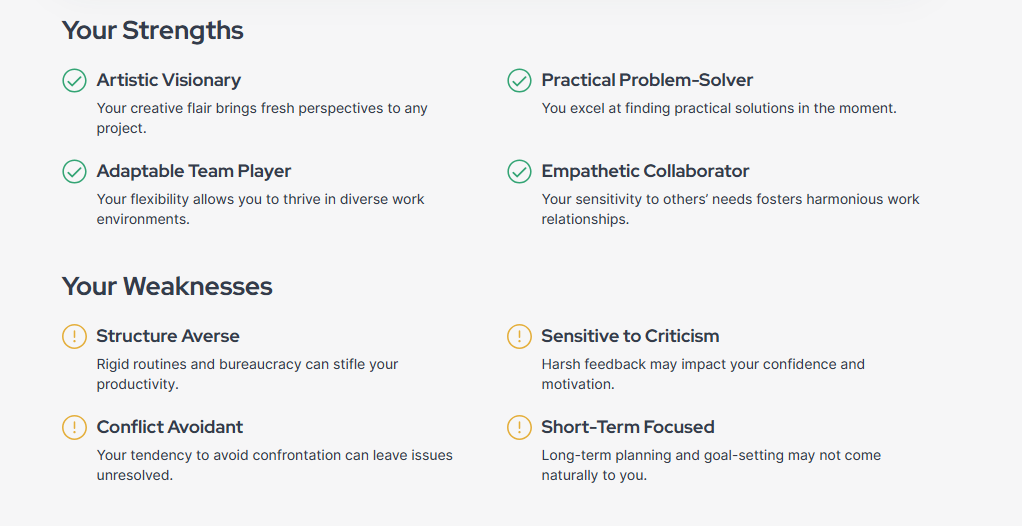 Your Strengths
Artistic Visionary
Your creative flair brings fresh perspectives to any
project.
Practical Problem-Solver
You excel at finding practical solutions in the moment.
Adaptable Team Player
Your flexibility allows you to thrive in diverse work
environments.
Empathetic Collaborator
Your sensitivity to others’ needs fosters harmonious work
relationships.
Your Weaknesses
Structure Averse
Rigid routines and bureaucracy can stifle your
productivity.
Sensitive to Criticism
Harsh feedback may impact your confidence and
motivation.
Conflict Avoidant
Your tendency to avoid confrontation can leave issues
unresolved.
Short-Term Focused
Long-term planning and goal-setting may not come
naturally to you.